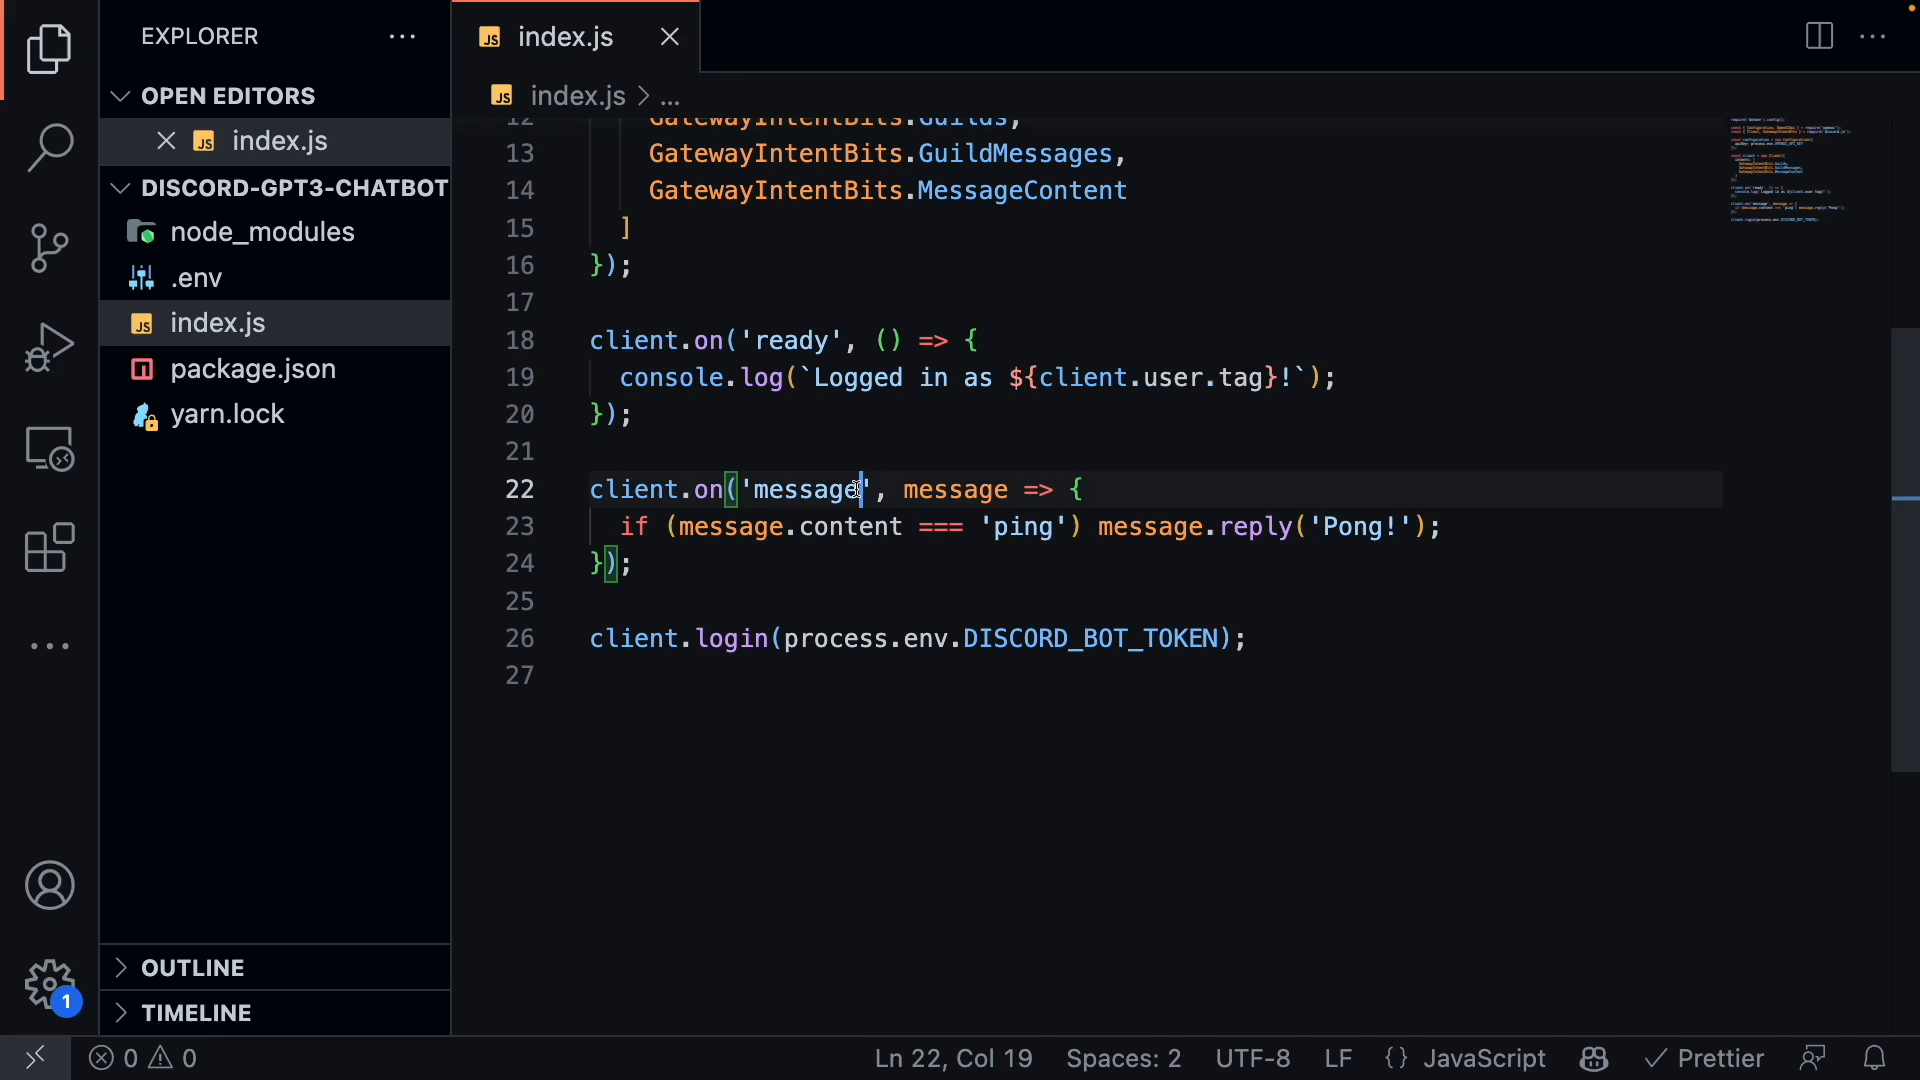 EXPLORER
OPEN EDITORS
index.js
DISCORD-GPT3-CHATBOT
node_modules
.env
index.js
package.json
yarn.lock
OUTLINE
TIMELINE
1
index.js
index.js > ...
12 GatewayIntentBits.Guilds,
13 GatewayIntentBits.GuildMessages,
14 GatewayIntentBits.MessageContent
15 ]
16 });
17
18 client.on('ready', () => {
19 console.log(`Logged in as ${client.user.tag}!`);
20 });
21
22 client.on('message', message => {
23 if (message.content === 'ping') message.reply('Pong!');
24 });
25
26 client.login(process.env.DISCORD_BOT_TOKEN);
27
0 0 Ln 22, Col 19 Spaces: 2 UTF-8 LF {} JavaScript Prettier